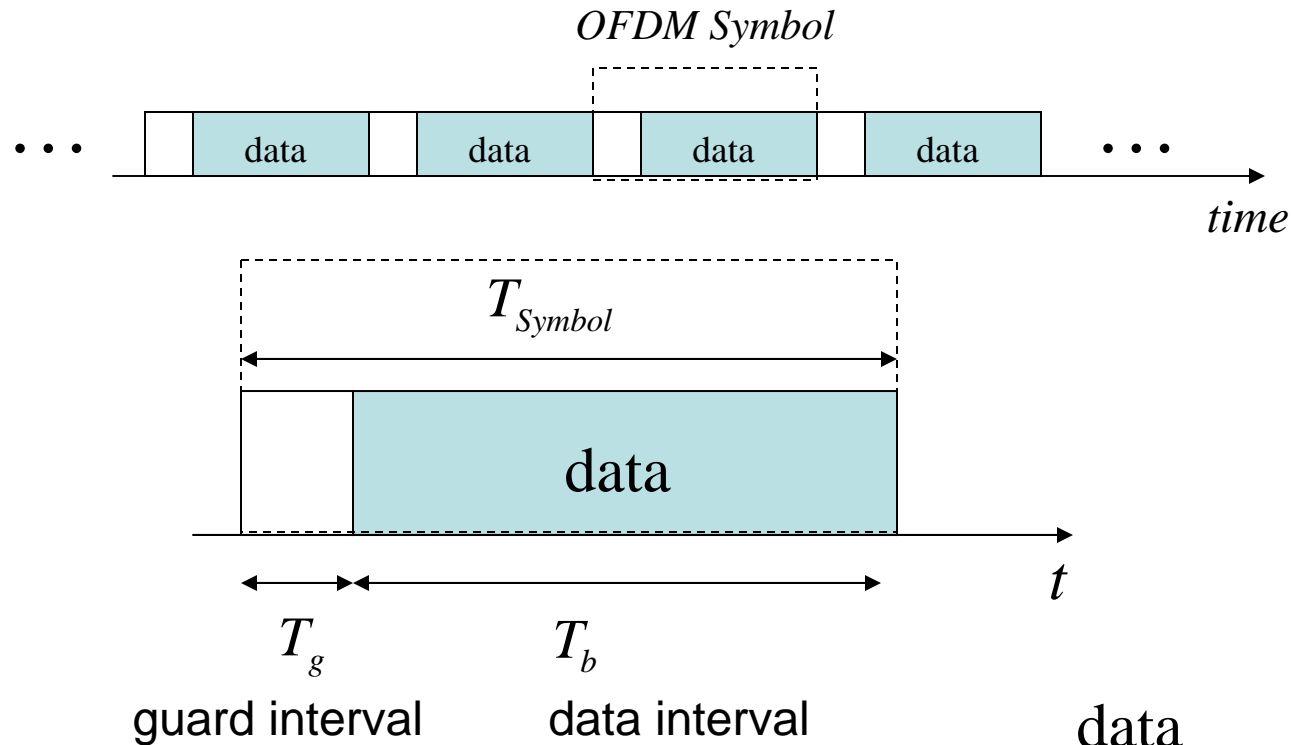 OFDM Symbol
... data data data data ...
time
T_Symbol
data
t
T_g T_b
guard interval data interval data